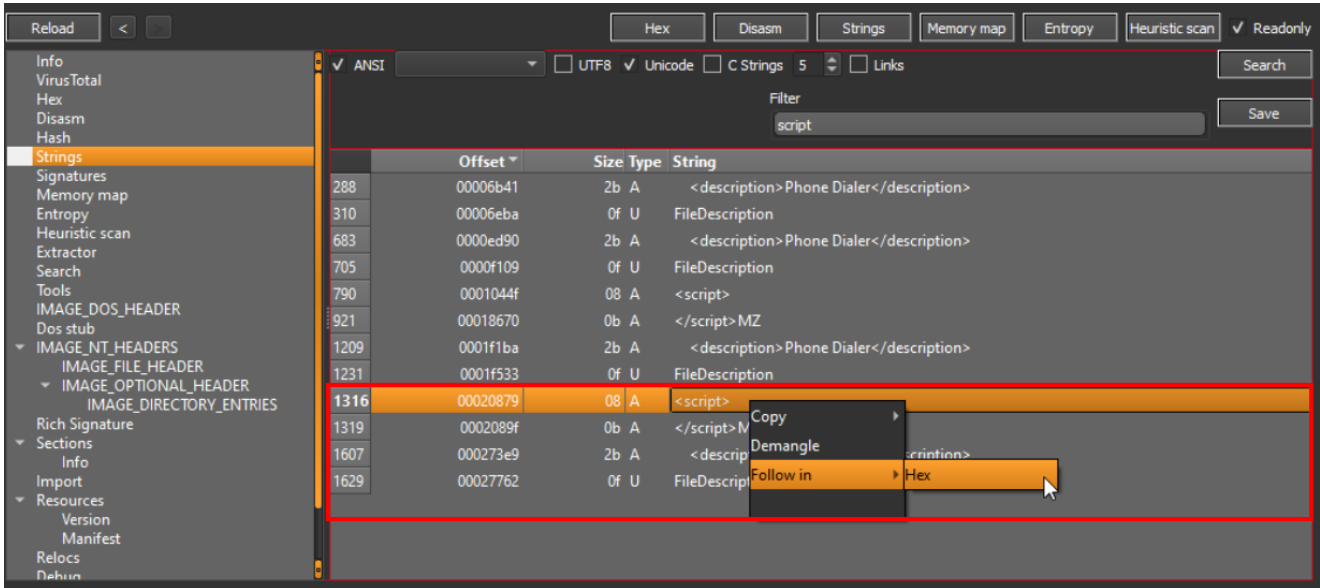 Reload < > Hex Disasm Strings Memory map Entropy Heuristic scan Readonly
Info
VirusTotal
Hex
Disasm
Hash
Strings
Signatures
Memory map
Entropy
Heuristic scan
Extractor
Search
Tools
IMAGE_DOS_HEADER
Dos stub
IMAGE_NT_HEADERS
IMAGE_FILE_HEADER
IMAGE_OPTIONAL_HEADER
IMAGE_DIRECTORY_ENTRIES
Rich Signature
Sections
Info
Import
Resources
Version
Manifest
Relocs
Debug
ANSI UTF8 Unicode C Strings 5 Links Search
Filter
script
Save
Offset Size Type String
288 00006b41 2b A <description>Phone Dialer</description>
310 00006eba 0f U FileDescription
683 0000ed90 2b A <description>Phone Dialer</description>
705 0000f109 0f U FileDescription
790 0001044f 08 A <script>
921 00018670 0b A </script>MZ
1209 0001f1ba 2b A <description>Phone Dialer</description>
1231 0001f533 0f U FileDescription
1316 00020879 08 A <script>
1319 0002089f 0b A </script>M
1607 000273e9 2b A <descrip cription>
1629 00027762 0f U FileDescript
Copy
Demangle
Follow in Hex